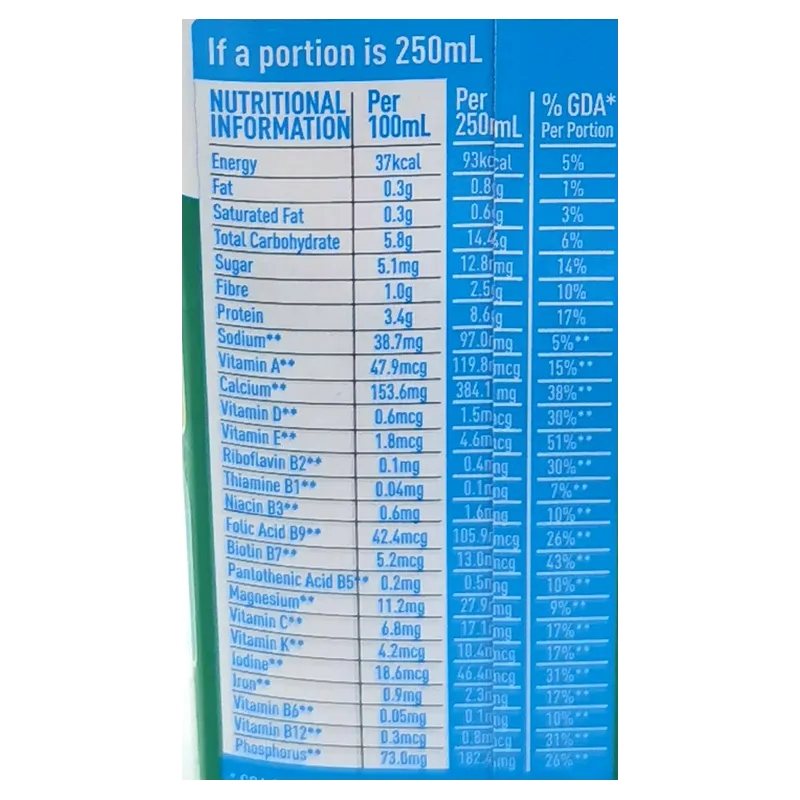 If a portion is 250mL
NUTRITIONAL INFORMATION Per 100mL Per 250mL % GDA* Per Portion
Energy 37kcal 93kcal 5%
Fat 0.3g 0.8g 1%
Saturated Fat 0.3g 0.6g 3%
Total Carbohydrate 5.8g 14.4g 6%
Sugar 5.1mg 12.8mg 14%
Fibre 1.0g 2.5g 10%
Protein 3.4g 8.6g 17%
Sodium** 38.7mg 97.0mg 5%**
Vitamin A** 47.9mcg 119.8mcg 15%**
Calcium** 153.6mg 384.1mg 38%**
Vitamin D** 0.6mcg 1.5mcg 30%**
Vitamin E** 1.8mcg 4.6mcg 51%**
Riboflavin B2** 0.1mg 0.4mg 30%**
Thiamine B1** 0.04mg 0.1mg 7%**
Niacin B3** 0.6mg 1.6mg 10%**
Folic Acid B9** 42.4mcg 105.9mcg 26%**
Biotin B7** 5.2mcg 13.0mcg 43%**
Pantothenic Acid B5** 0.2mg 0.5mg 10%**
Magnesium** 11.2mg 27.9mg 9%**
Vitamin C** 6.8mg 17.1mg 17%**
Vitamin K** 4.2mcg 10.4mcg 17%**
Iodine** 18.6mcg 46.4mcg 31%**
Iron** 0.9mg 2.3mg 17%**
Vitamin B6** 0.05mg 0.1mg 10%**
Vitamin B12** 0.3mcg 0.8mcg 31%**
Phosphorus** 73.0mg 182.4mg 26%**